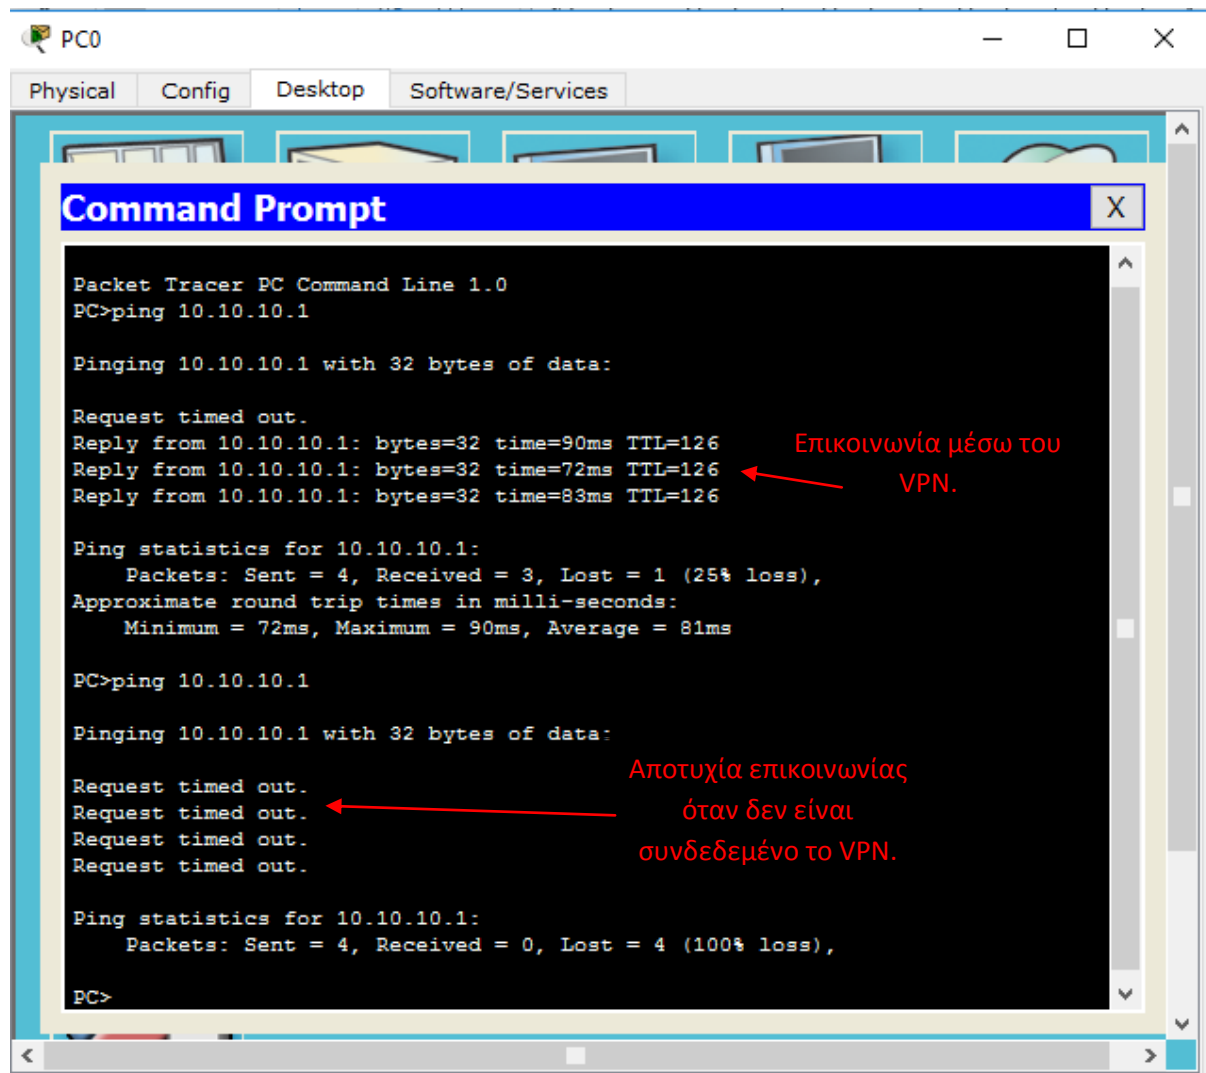 PC0
Physical Config Desktop Software/Services
Command Prompt X
Packet Tracer PC Command Line 1.0
PC>ping 10.10.10.1
Pinging 10.10.10.1 with 32 bytes of data:
Request timed out.
Reply from 10.10.10.1: bytes=32 time=90ms TTL=126
Reply from 10.10.10.1: bytes=32 time=72ms TTL=126
Reply from 10.10.10.1: bytes=32 time=83ms TTL=126
Επικοινωνία μέσω του
VPN.
Ping statistics for 10.10.10.1:
Packets: Sent = 4, Received = 3, Lost = 1 (25% loss),
Approximate round trip times in milli-seconds:
Minimum = 72ms, Maximum = 90ms, Average = 81ms
PC>ping 10.10.10.1
Pinging 10.10.10.1 with 32 bytes of data:
Request timed out.
Request timed out.
Request timed out.
Request timed out.
Αποτυχία επικοινωνίας
όταν δεν είναι
συνδεδεμένο το VPN.
Ping statistics for 10.10.10.1:
Packets: Sent = 4, Received = 0, Lost = 4 (100% loss),
PC>